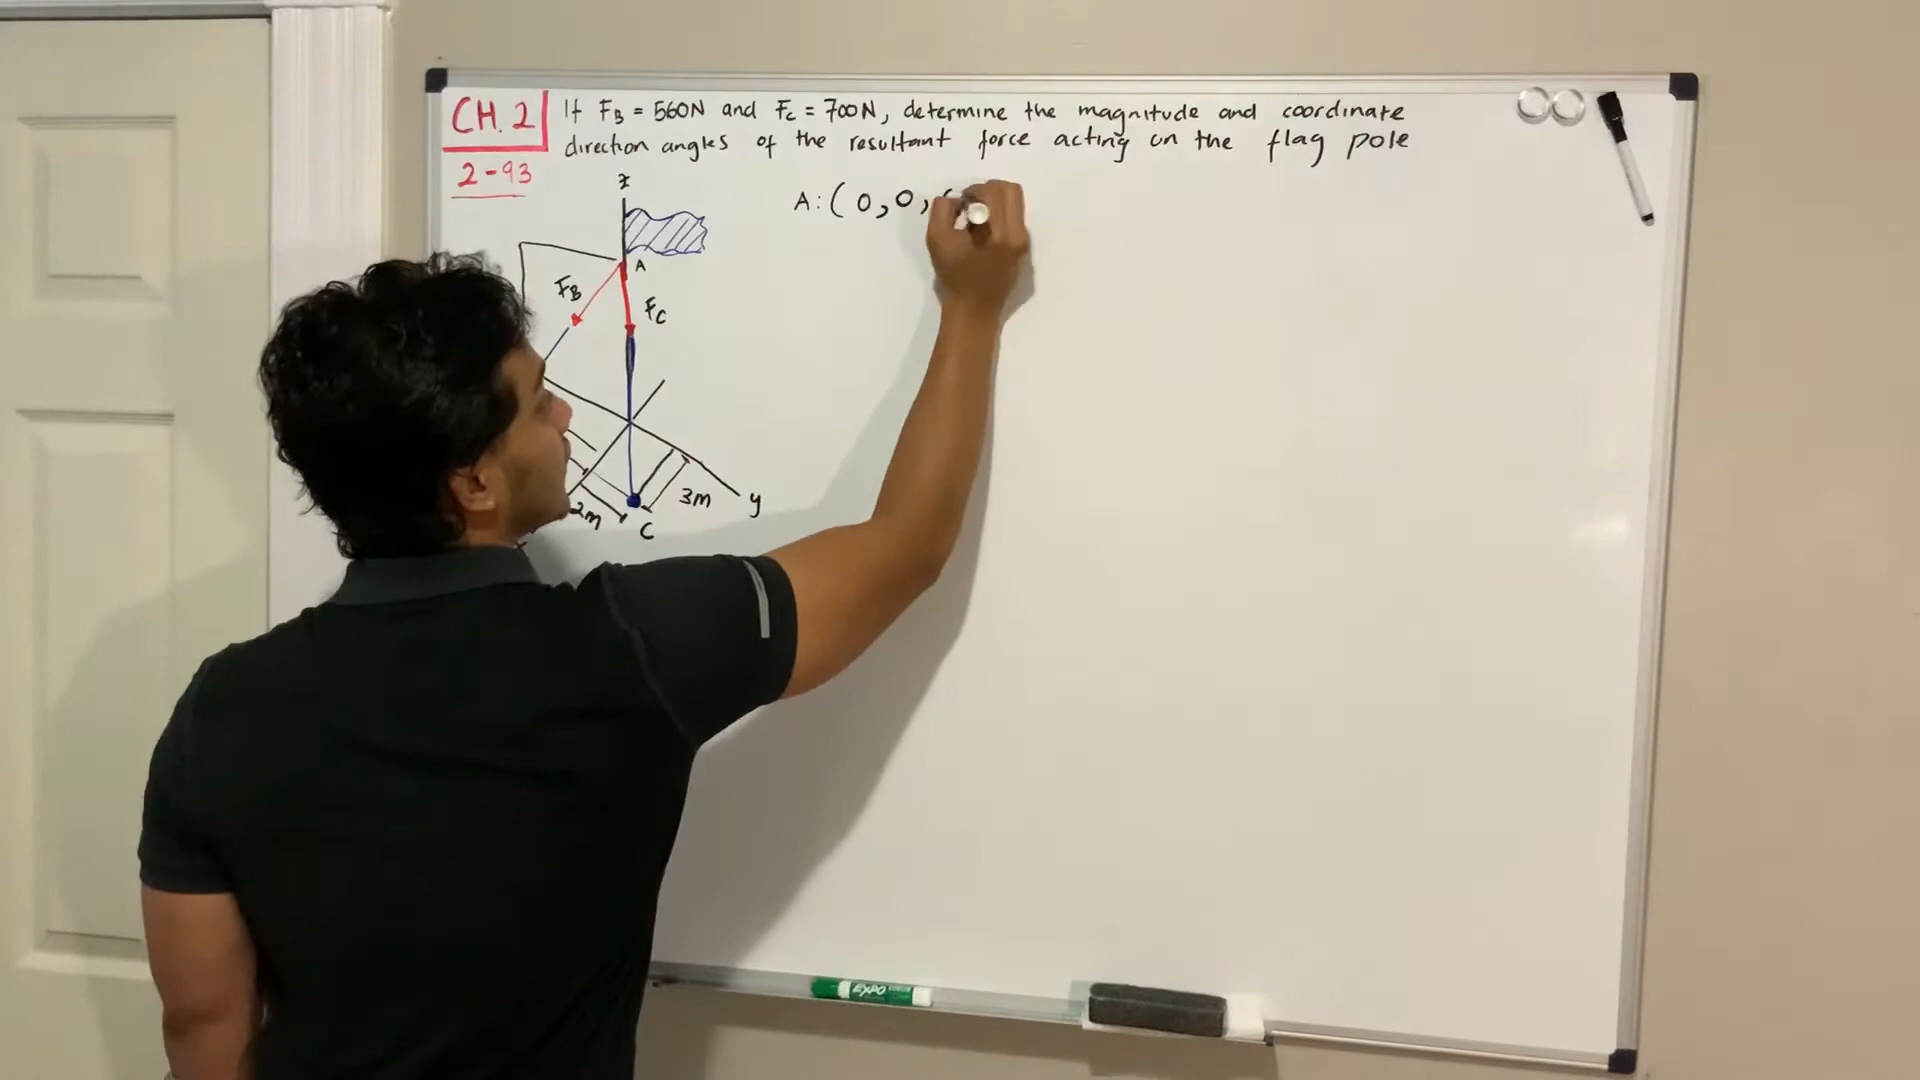 CH. 2
If F_B = 560N and F_C = 700N, determine the magnitude and coordinate
direction angles of the resultant force acting on the flag pole
2-93
z
A: (0,0,
A
F_B
F_C
3m
y
2m
C
EXPO